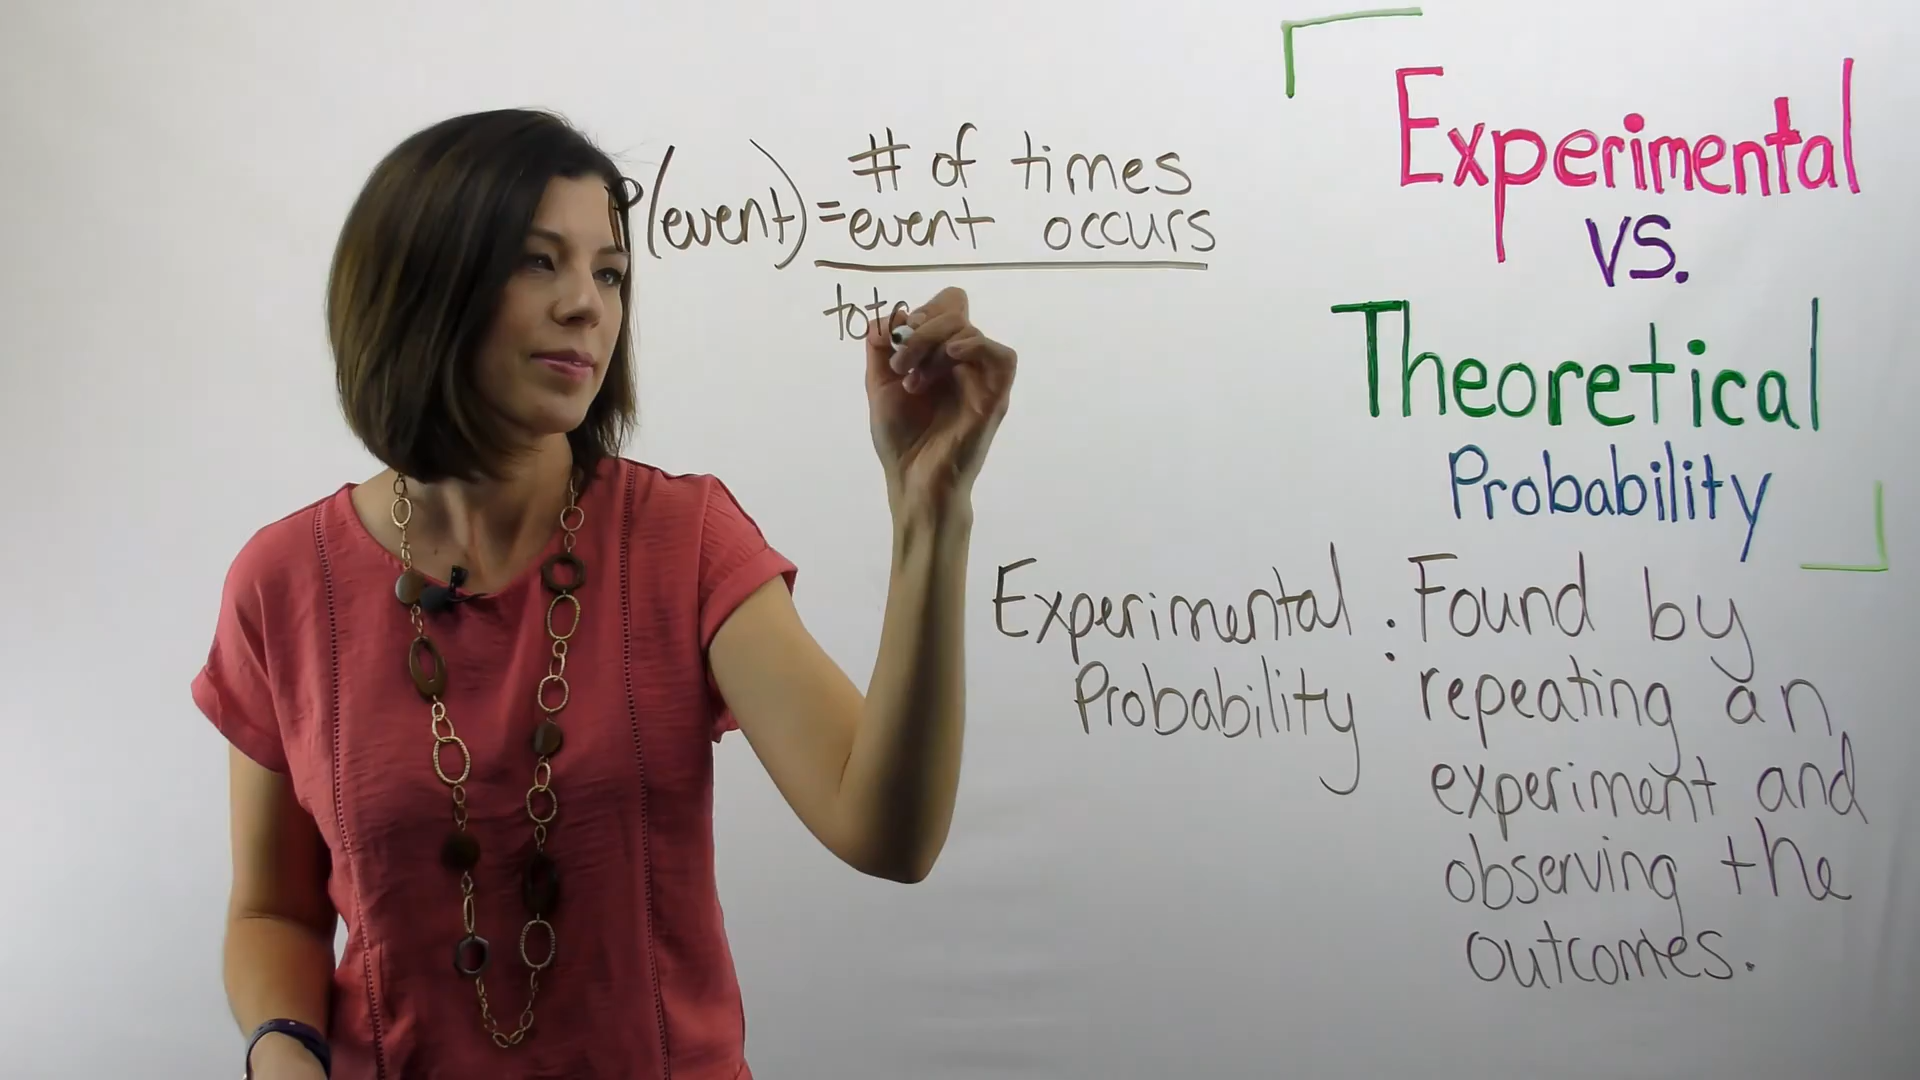 P(event) = # of times
event occurs
tota
Experimental
vs.
Theoretical
Probability
Experimental
Probability
: Found by
repeating an
experiment and
observing the
outcomes.